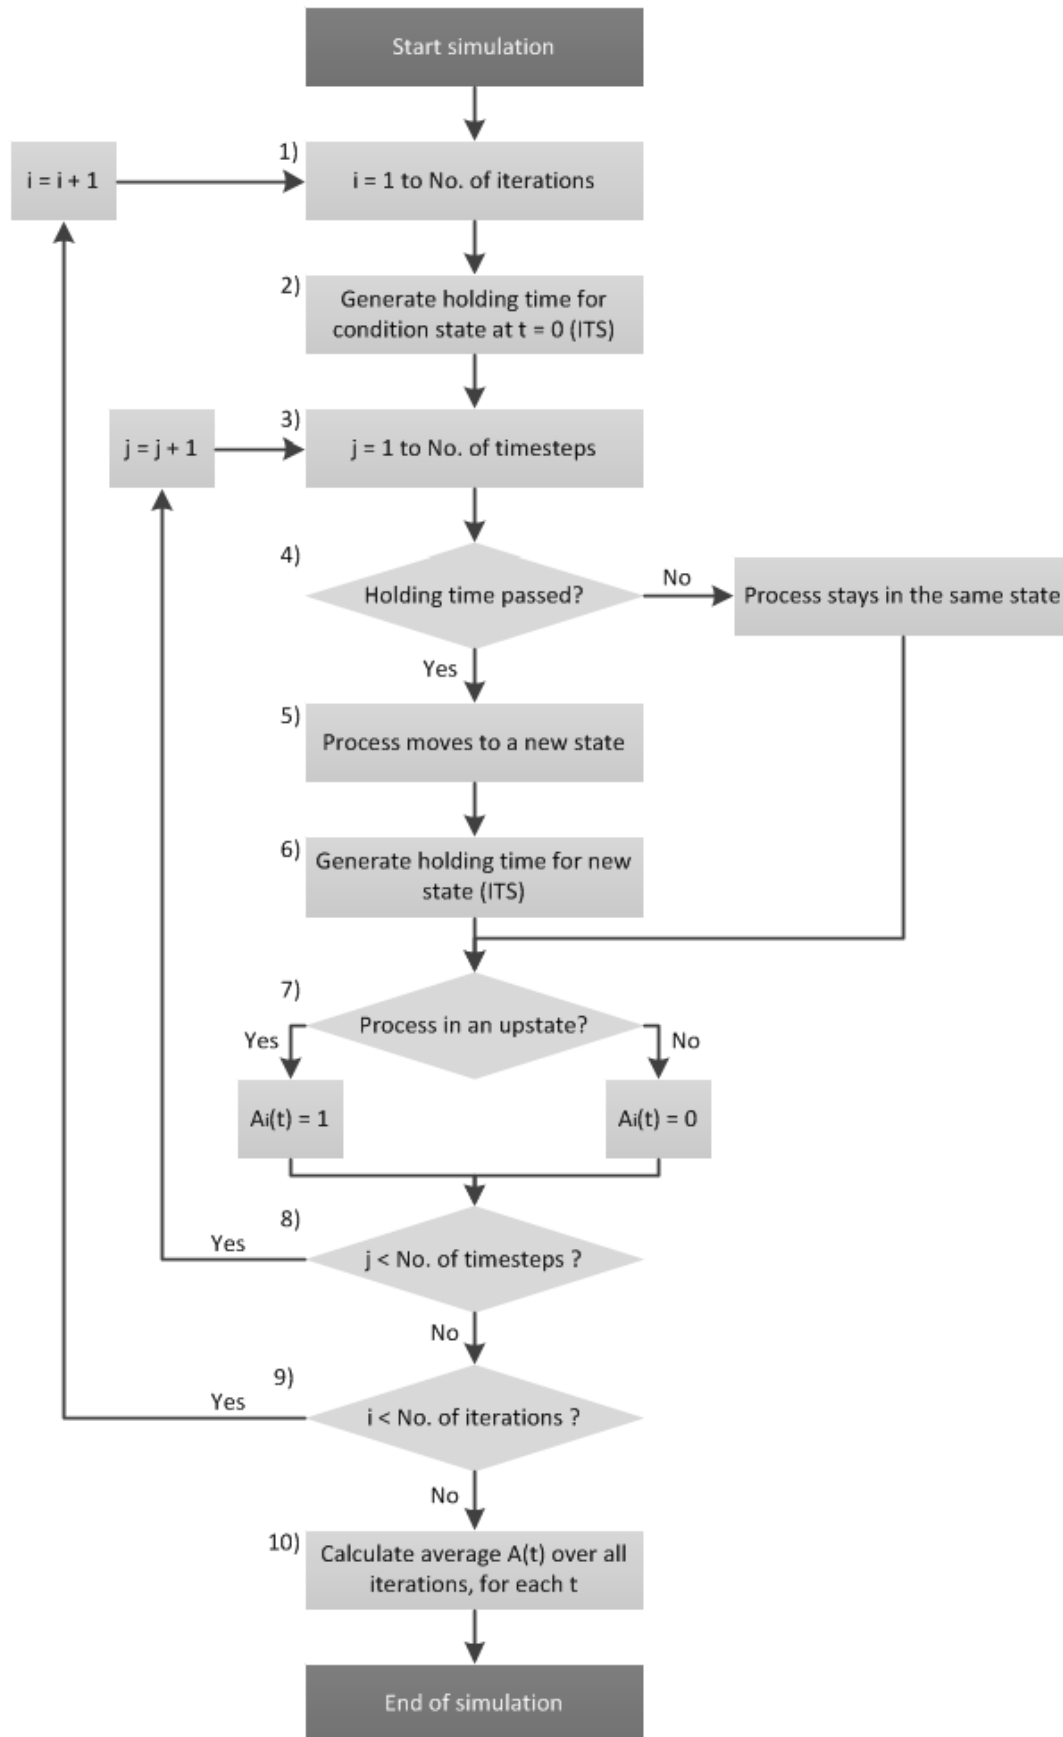 Start simulation
1)
i = i + 1
i = 1 to No. of iterations
2)
Generate holding time for
condition state at t = 0 (ITS)
3)
j = j + 1
j = 1 to No. of timesteps
4)
Holding time passed?
No
Process stays in the same state
Yes
5)
Process moves to a new state
6)
Generate holding time for new
state (ITS)
7)
Process in an upstate?
Yes
No
Ai(t) = 1
Ai(t) = 0
8)
Yes
j < No. of timesteps ?
No
9)
Yes
i < No. of iterations ?
No
10)
Calculate average A(t) over all
iterations, for each t
End of simulation